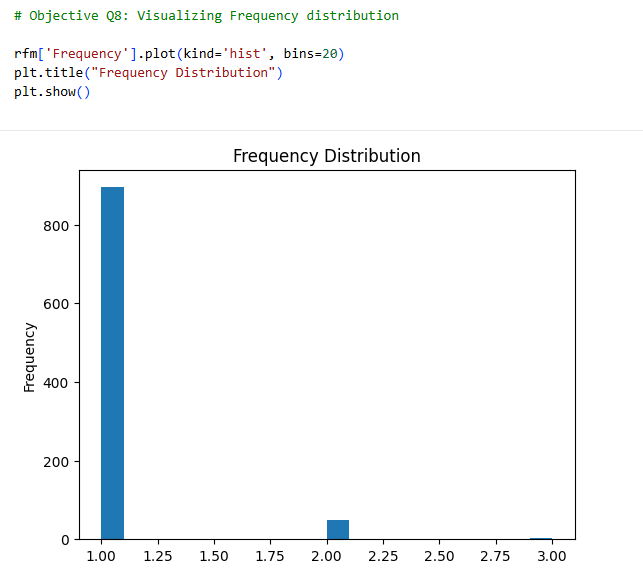 # Objective Q8: Visualizing Frequency distribution
rfm['Frequency'].plot(kind='hist', bins=20)
plt.title("Frequency Distribution")
plt.show()
Frequency Distribution
Frequency
800
600
400
200
0
1.00 1.25 1.50 1.75 2.00 2.25 2.50 2.75 3.00